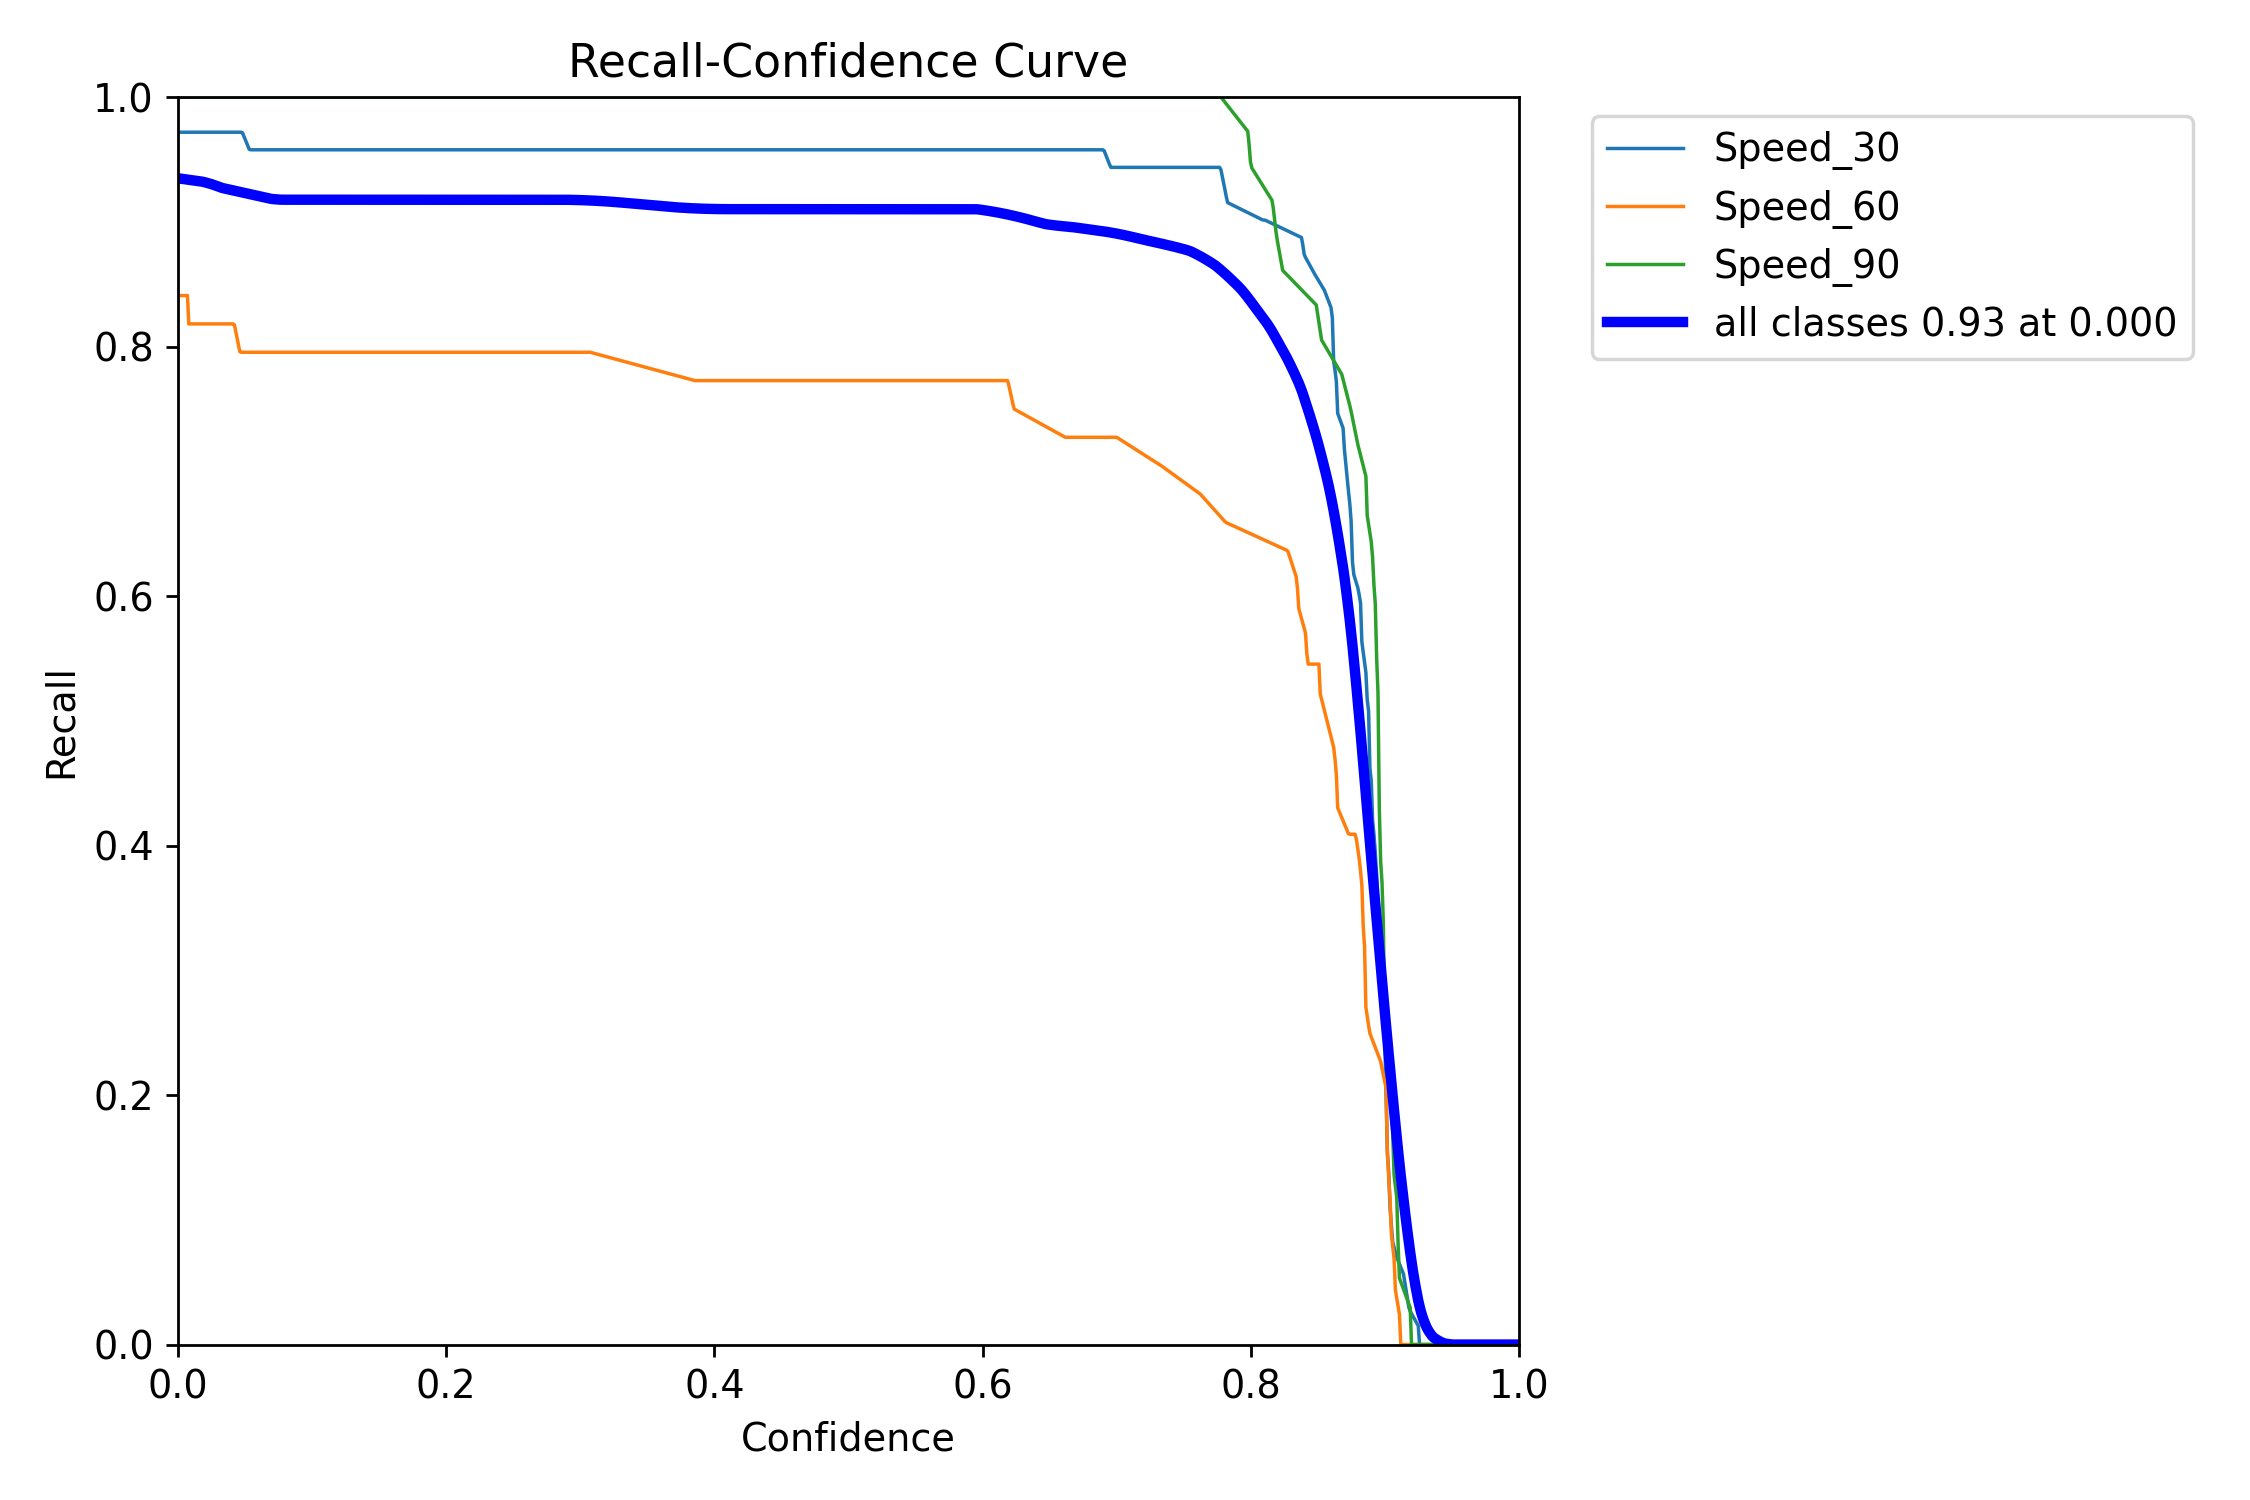 Recall-Confidence Curve
1.0
0.8
0.6
0.4
0.2
0.0
Recall
0.0 0.2 0.4 0.6 0.8 1.0
Confidence
Speed_30
Speed_60
Speed_90
all classes 0.93 at 0.000